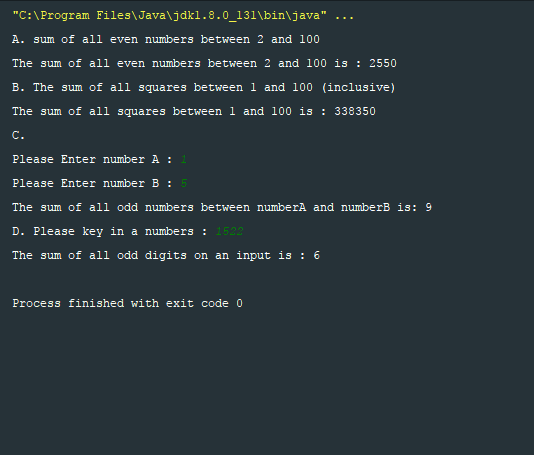 "C:\Program Files\Java\jdk1.8.0_131\bin\java" ...
A. sum of all even numbers between 2 and 100
The sum of all even numbers between 2 and 100 is : 2550
B. The sum of all squares between 1 and 100 (inclusive)
The sum of all squares between 1 and 100 is : 338350
C.
Please Enter number A : 1
Please Enter number B : 5
The sum of all odd numbers between numberA and numberB is: 9
D. Please key in a numbers : 1522
The sum of all odd digits on an input is : 6
Process finished with exit code 0